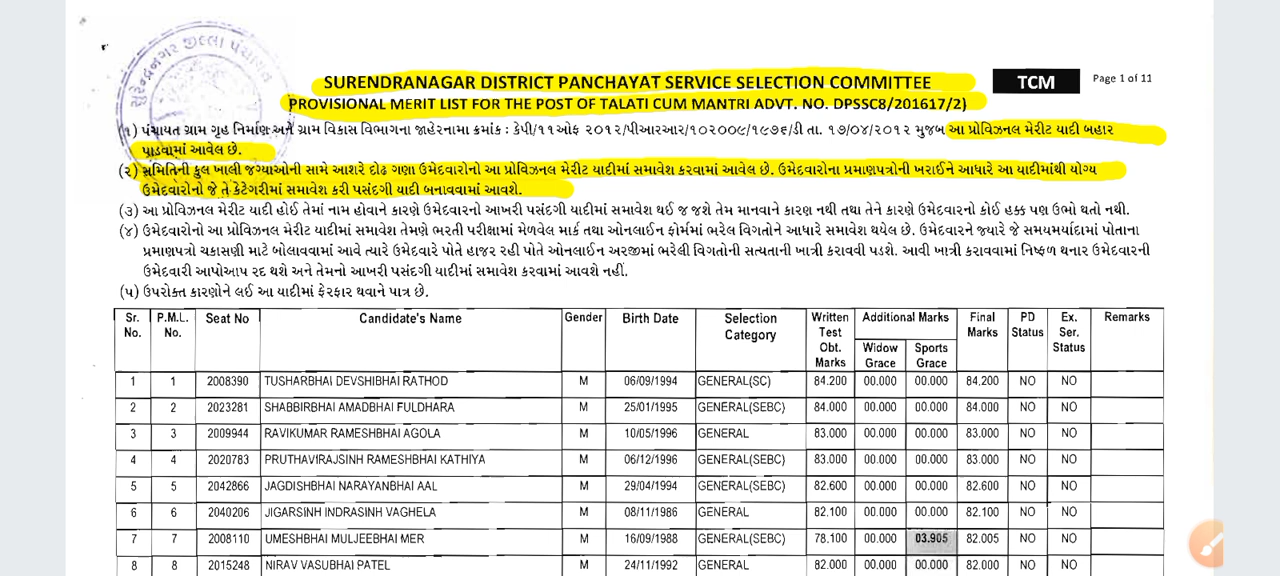 સુરેન્દ્રનગર જીલ્લા પંચાયત
SURENDRANAGAR DISTRICT PANCHAYAT SERVICE SELECTION COMMITTEE
TCM
Page 1 of 11
PROVISIONAL MERIT LIST FOR THE POST OF TALATI CUM MANTRI ADVT. NO. DPSSC8/201617/2)
(૧) પંચાયત ગ્રામ ગૃહ નિર્માણ અને ગ્રામ વિકાસ વિભાગના જાહેરનામા ક્રમાંક : કેપી/૧૧ઓફ ૨૦૧૨/પીઆરઆર/૧૦૨૦૦૯/૧૯૭૬/ડી તા. ૧૭/૦૪/૨૦૧૨ મુજબ આ પ્રોવિઝનલ મેરીટ યાદી બહાર
પાડવામાં આવેલ છે.
(૨) સમિતિની કુલ ખાલી જગ્યાઓની સામે આશરે દોઢ ગણા ઉમેદવારોનો આ પ્રોવિઝનલ મેરીટ યાદીમાં સમાવેશ કરવામાં આવેલ છે. ઉમેદવારોના પ્રમાણપત્રોની ખરાઈને આધારે આ યાદીમાંથી યોગ્ય
ઉમેદવારોનો જે તે કેટેગરીમાં સમાવેશ કરી પસંદગી યાદી બનાવવામાં આવશે.
(૩) આ પ્રોવિઝનલ મેરીટ યાદી હોઈ તેમાં નામ હોવાને કારણે ઉમેદવારનો આખરી પસંદગી યાદીમાં સમાવેશ થઈ જ જશે તેમ માનવાને કારણ નથી તથા તેને કારણે ઉમેદવારનો કોઈ હક્ક પણ ઉભો થતો નથી.
(૪) ઉમેદવારોનો આ પ્રોવિઝનલ મેરીટ યાદીમાં સમાવેશ તેમણે ભરતી પરીક્ષામાં મેળવેલ માર્ક તથા ઓનલાઈન ફોર્મમાં ભરેલ વિગતોને આધારે સમાવેશ થયેલ છે. ઉમેદવારને જ્યારે જે સમયમર્યાદામાં પોતાના
પ્રમાણપત્રો ચકાસણી માટે બોલાવવામાં આવે ત્યારે ઉમેદવારે પોતે હાજર રહી પોતે ઓનલાઈન અરજીમાં ભરેલી વિગતોની સત્યતાની ખાત્રી કરાવવી પડશે. આવી ખાત્રી કરાવવામાં નિષ્ફળ થનાર ઉમેદવારની
ઉમેદવારી આપોઆપ રદ થશે અને તેમનો આખરી પસંદગી યાદીમાં સમાવેશ કરવામાં આવશે નહીં.
(૫) ઉપરોક્ત કારણોને લઈ આ યાદીમાં ફેરફાર થવાને પાત્ર છે.
Sr. No. P.M.L. No. Seat No Candidate's Name Gender Birth Date Selection Category Written Test Obt. Marks Additional Marks Final Marks PD Status Ex. Ser. Status Remarks
Widow Grace Sports Grace
1 1 2008390 TUSHARBHAI DEVSHIBHAI RATHOD M 06/09/1994 GENERAL(SC) 84.200 00.000 00.000 84.200 NO NO
2 2 2023281 SHABBIRBHAI AMADBHAI FULDHARA M 25/01/1995 GENERAL(SEBC) 84.000 00.000 00.000 84.000 NO NO
3 3 2009944 RAVIKUMAR RAMESHBHAI AGOLA M 10/05/1996 GENERAL 83.000 00.000 00.000 83.000 NO NO
4 4 2020783 PRUTHAVIRAJSINH RAMESHBHAI KATHIYA M 06/12/1996 GENERAL(SEBC) 83.000 00.000 00.000 83.000 NO NO
5 5 2042866 JAGDISHBHAI NARAYANBHAI AAL M 29/04/1994 GENERAL(SEBC) 82.600 00.000 00.000 82.600 NO NO
6 6 2040206 JIGARSINH INDRASINH VAGHELA M 08/11/1986 GENERAL 82.100 00.000 00.000 82.100 NO NO
7 7 2008110 UMESHBHAI MULJEEBHAI MER M 16/09/1988 GENERAL(SEBC) 78.100 00.000 03.905 82.005 NO NO
8 8 2015248 NIRAV VASUBHAI PATEL M 24/11/1992 GENERAL 82.000 00.000 00.000 82.000 NO NO